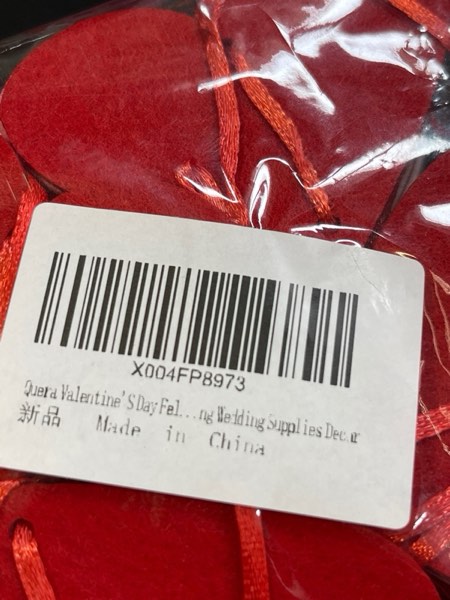 X004FP8973
Quera Valentine'S Day Fel...ng Wedding Supplies Decor
新品 Made in China